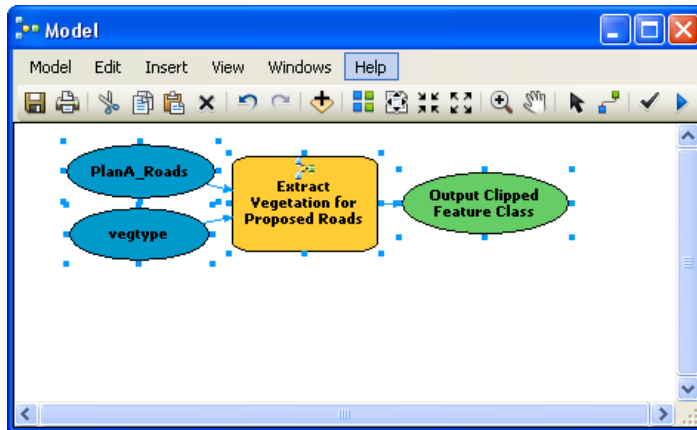 Model
Model Edit Insert View Windows Help
PlanA_Roads
vegtype
Extract
Vegetation for
Proposed Roads
Output Clipped
Feature Class